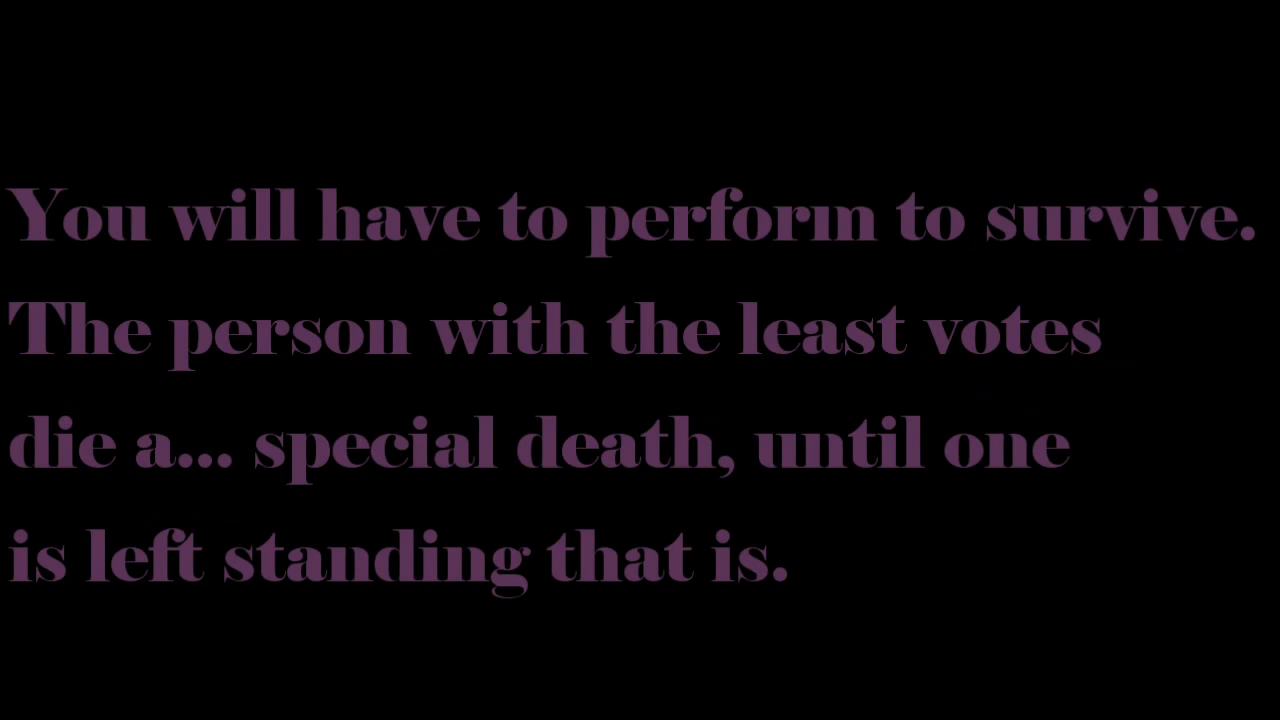 You will have to perform to survive.
The person with the least votes
die a... special death, until one
is left standing that is.